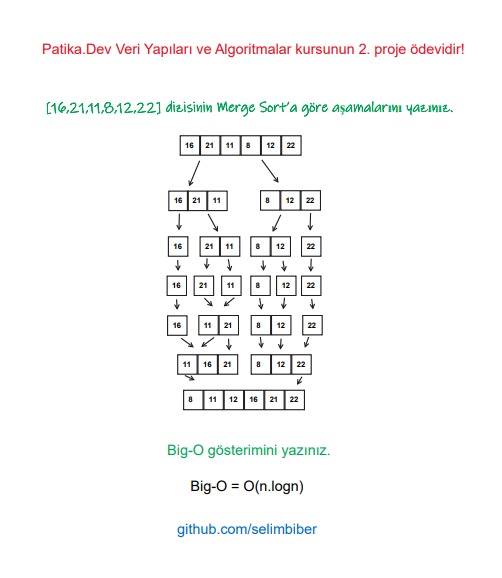 Patika.Dev Veri Yapıları ve Algoritmalar kursunun 2. proje ödevidir!
[16,21,11,8,12,22] dizisinin Merge Sort'a göre aşamalarını yazınız.
16 21 11 8 12 22
16 21 11 8 12 22
16 21 11 8 12 22
16 21 11 8 12 22
16 11 21 8 12 22
11 16 21 8 12 22
8 11 12 16 21 22
Big-O gösterimini yazınız.
Big-O = O(n.logn)
github.com/selimbiber